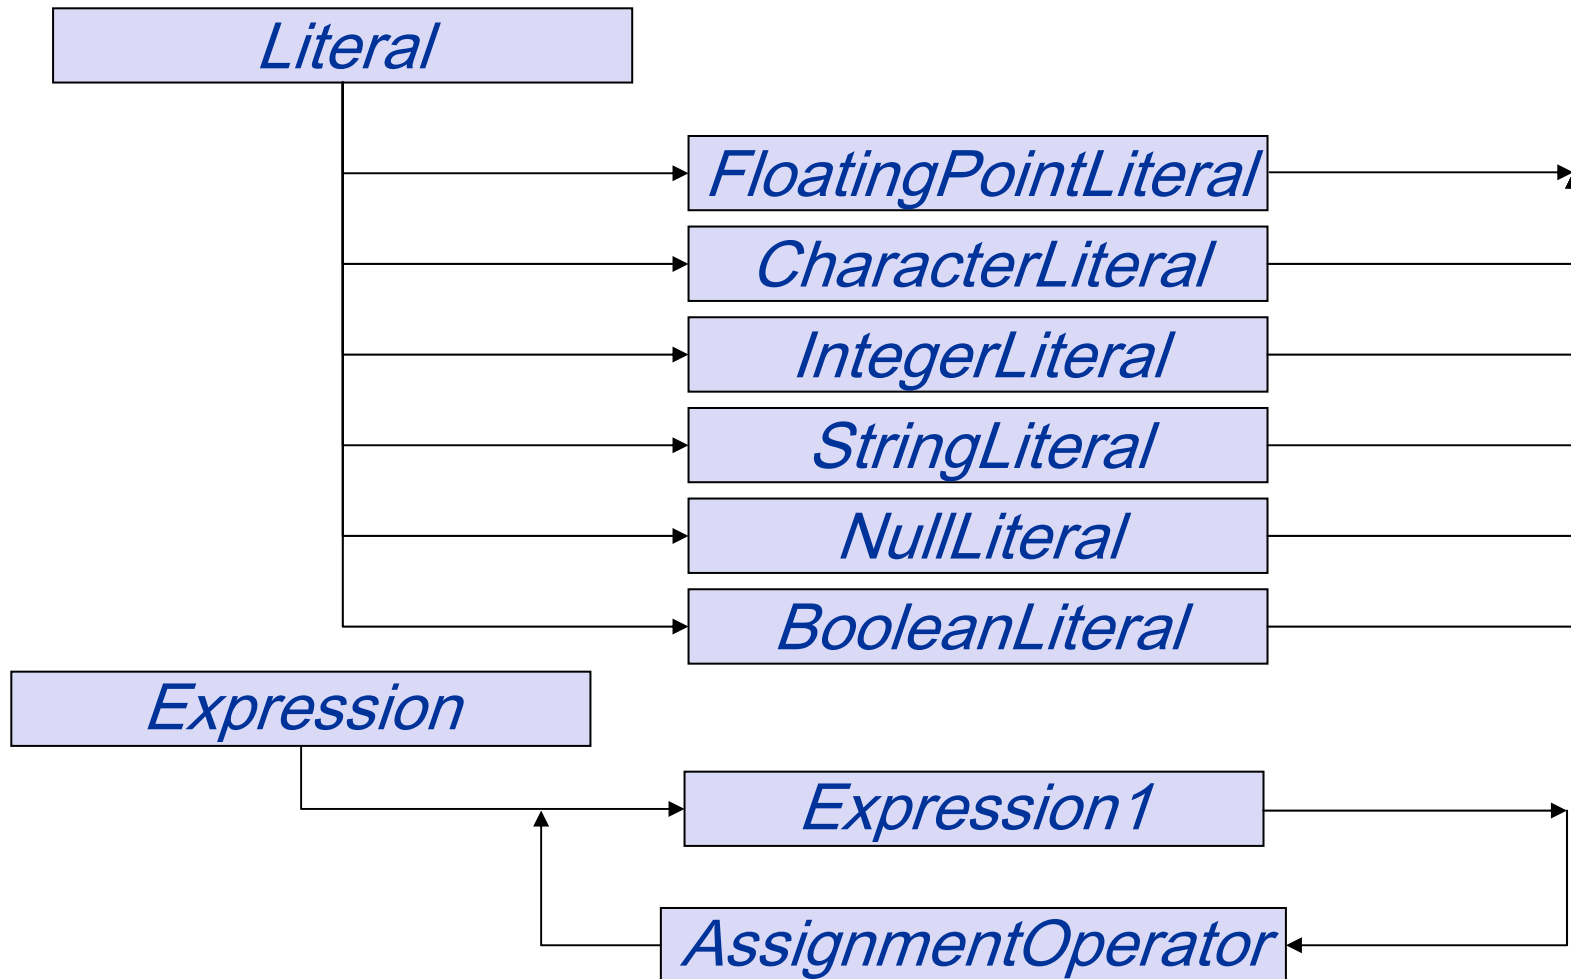 Literal
FloatingPointLiteral
CharacterLiteral
IntegerLiteral
StringLiteral
NullLiteral
BooleanLiteral
Expression
Expression1
AssignmentOperator